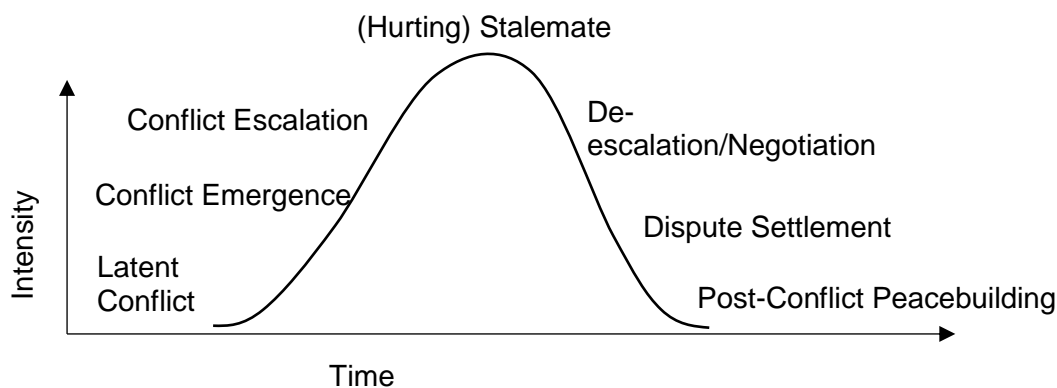 (Hurting) Stalemate
Conflict Escalation
De-
escalation/Negotiation
Conflict Emergence
Dispute Settlement
Latent
Conflict
Post-Conflict Peacebuilding
Intensity
Time